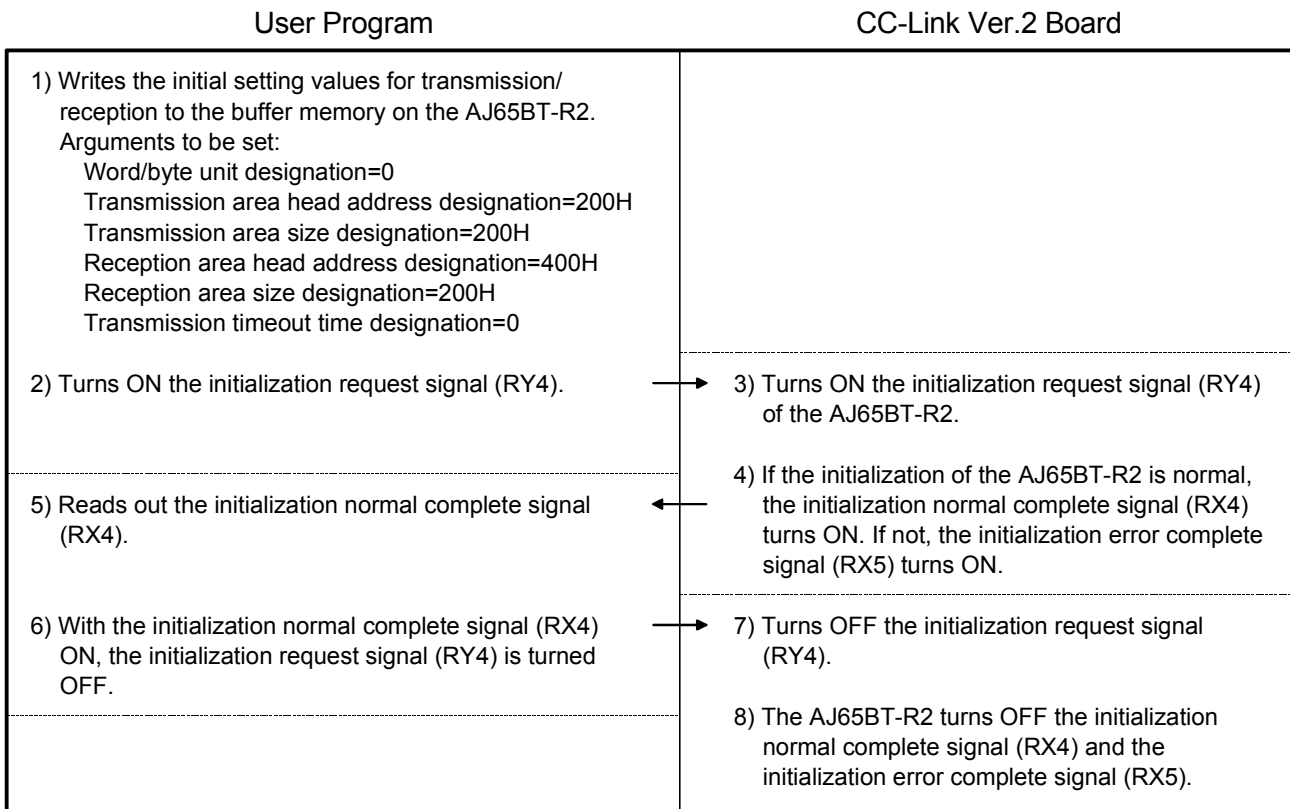 User Program
CC-Link Ver.2 Board
1) Writes the initial setting values for transmission/
reception to the buffer memory on the AJ65BT-R2.
Arguments to be set:
Word/byte unit designation=0
Transmission area head address designation=200H
Transmission area size designation=200H
Reception area head address designation=400H
Reception area size designation=200H
Transmission timeout time designation=0
2) Turns ON the initialization request signal (RY4).
3) Turns ON the initialization request signal (RY4)
of the AJ65BT-R2.
4) If the initialization of the AJ65BT-R2 is normal,
the initialization normal complete signal (RX4)
turns ON. If not, the initialization error complete
signal (RX5) turns ON.
5) Reads out the initialization normal complete signal
(RX4).
6) With the initialization normal complete signal (RX4)
ON, the initialization request signal (RY4) is turned
OFF.
7) Turns OFF the initialization request signal
(RY4).
8) The AJ65BT-R2 turns OFF the initialization
normal complete signal (RX4) and the
initialization error complete signal (RX5).